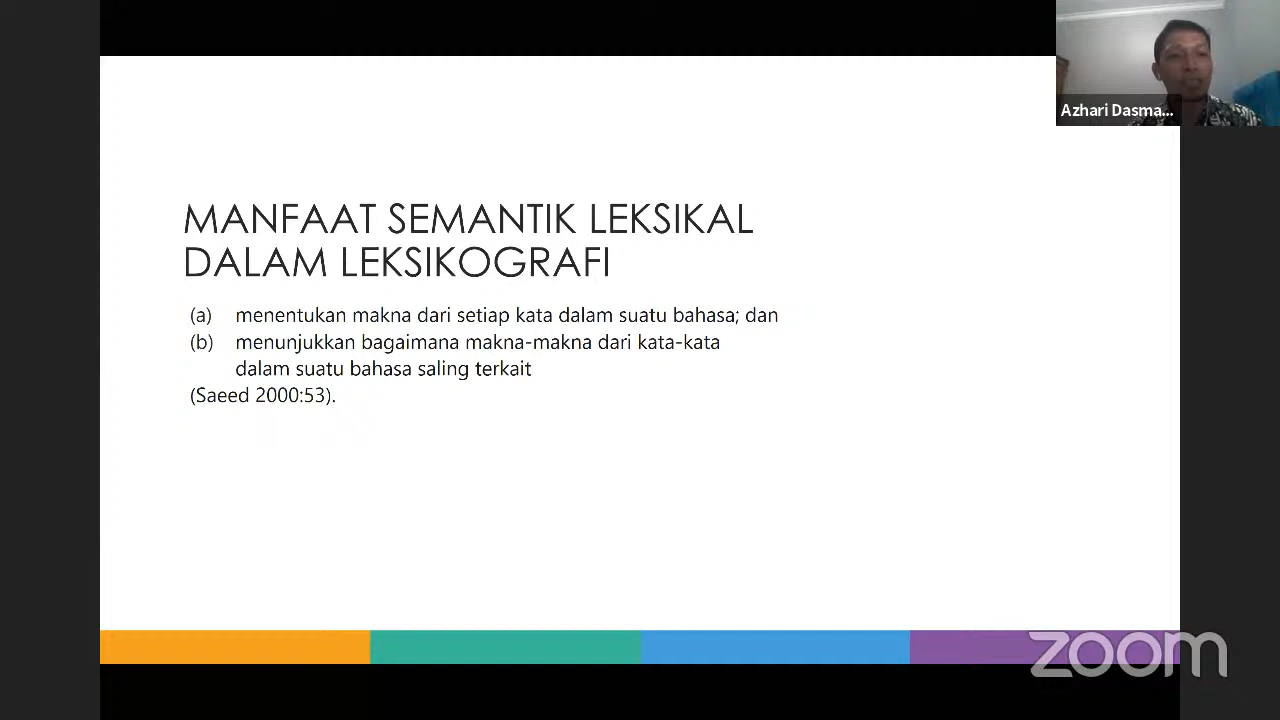 Azhari Dasma...
MANFAAT SEMANTIK LEKSIKAL
DALAM LEKSIKOGRAFI
(a) menentukan makna dari setiap kata dalam suatu bahasa; dan
(b) menunjukkan bagaimana makna-makna dari kata-kata
dalam suatu bahasa saling terkait
(Saeed 2000:53).
zoom